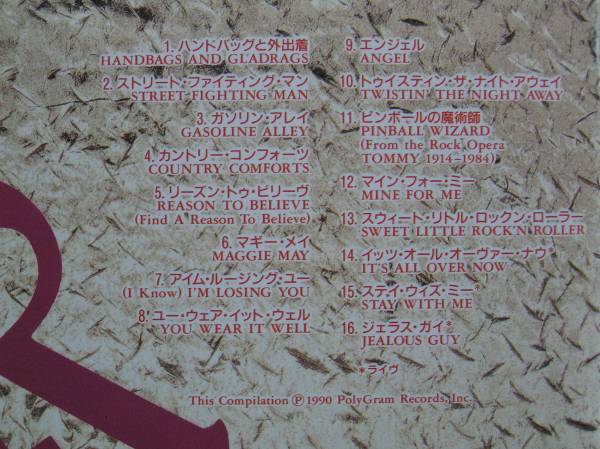 1. ハンドバッグと外出着
HANDBAGS AND GLADRAGS
2. ストリート・ファイティング・マン
STREET FIGHTING MAN
3. ガソリン・アレイ
GASOLINE ALLEY
4. カントリー・コンフォーツ
COUNTRY COMFORTS
5. リーズン・トゥ・ビリーヴ
REASON TO BELIEVE
(Find A Reason To Believe)
6. マギー・メイ
MAGGIE MAY
7. アイム・ルージング・ユー
(I Know) I'M LOSING YOU
8. ユー・ウェア・イット・ウェル
YOU WEAR IT WELL
9. エンジェル
ANGEL
10. トゥイスティン・ザ・ナイト・アウェイ
TWISTIN' THE NIGHT AWAY
11. ピンボールの魔術師
PINBALL WIZARD
(From the Rock Opera
TOMMY 1914-1984)
12. マイン・フォー・ミー
MINE FOR ME
13. スウィート・リトル・ロックン・ローラー
SWEET LITTLE ROCK'N ROLLER
14. イッツ・オール・オーヴァー・ナウ*
IT'S ALL OVER NOW
15. ステイ・ウィズ・ミー*
STAY WITH ME
16. ジェラス・ガイ*
JEALOUS GUY
*ライヴ
This Compilation Ⓟ 1990 PolyGram Records, Inc.